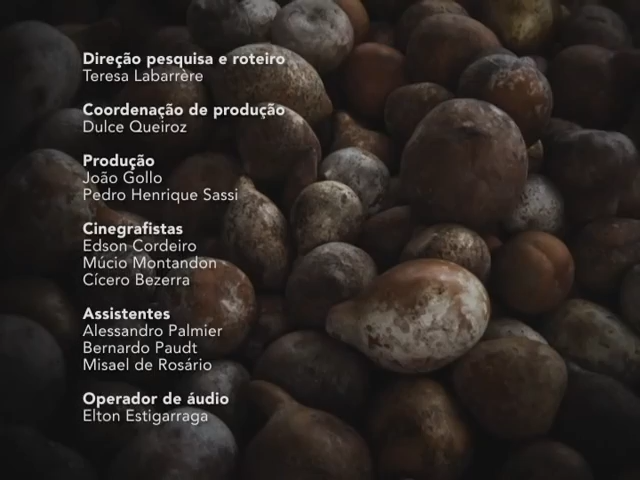 Direção pesquisa e roteiro
Teresa Labarrère
Coordenação de produção
Dulce Queiroz
Produção
João Gollo
Pedro Henrique Sassi
Cinegrafistas
Edson Cordeiro
Múcio Montandon
Cícero Bezerra
Assistentes
Alessandro Palmier
Bernardo Paudt
Misael de Rosário
Operador de áudio
Elton Estigarraga